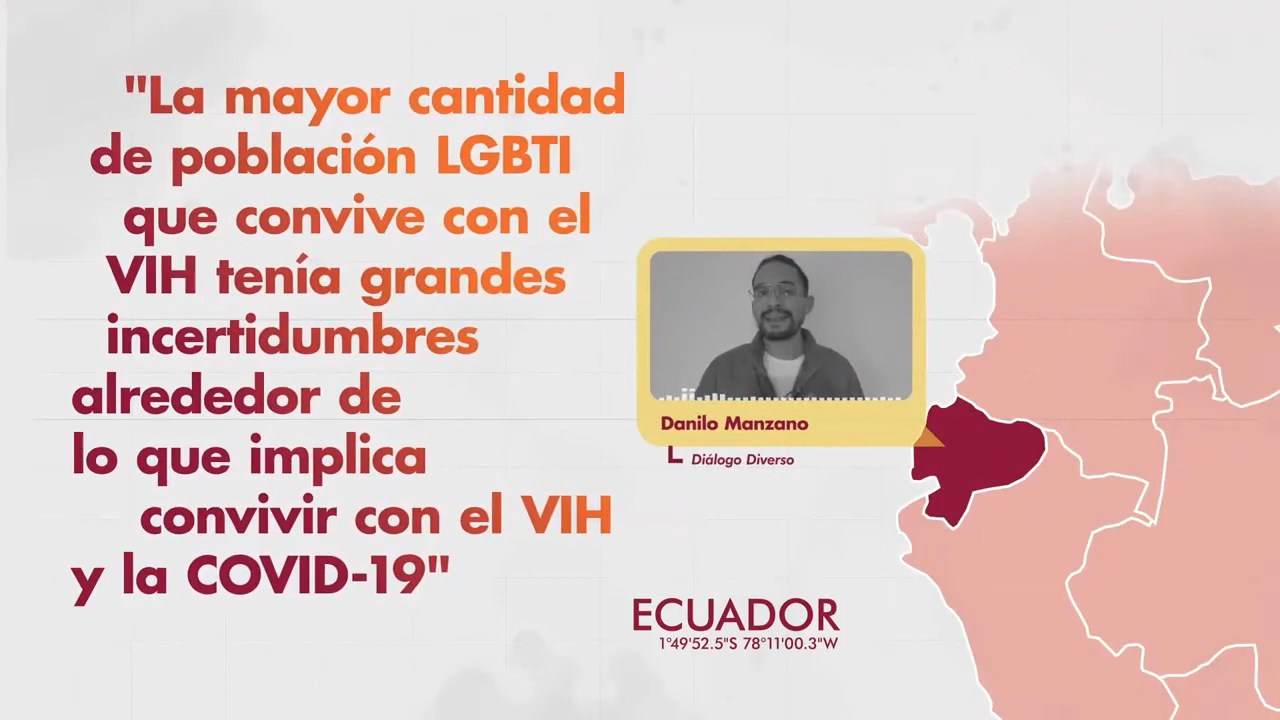 "La mayor cantidad
de población LGBTI
que convive con el
VIH tenía grandes
incertidumbres
alrededor de
lo que implica
convivir con el VIH
y la COVID-19"
Danilo Manzano
Diálogo Diverso
ECUADOR
1°49'52.5"S 78°11'00.3"W